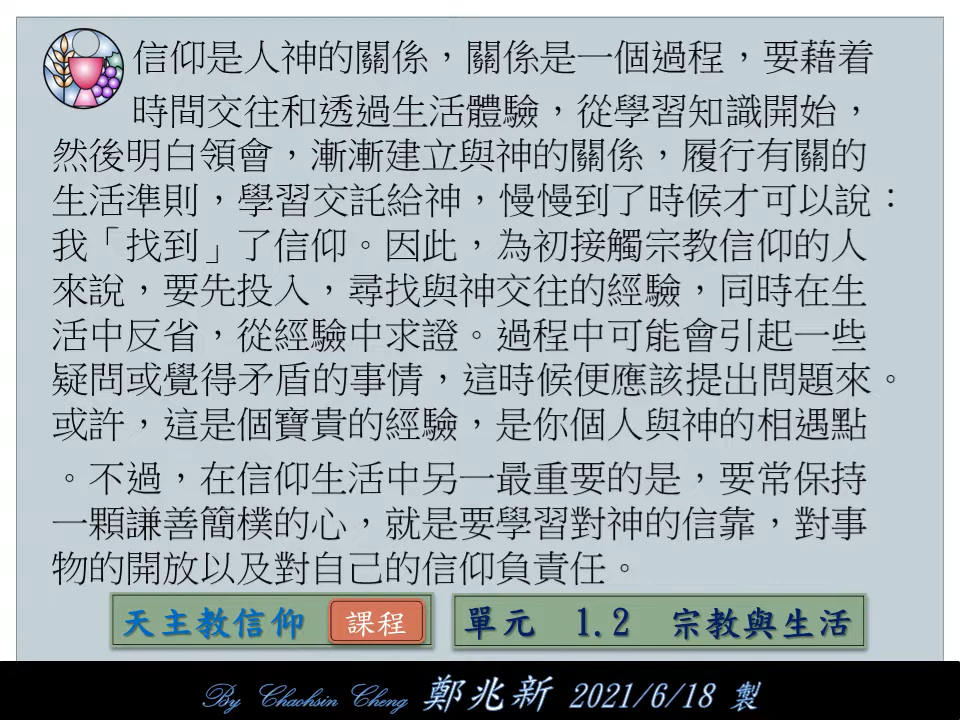 信仰是人神的關係，關係是一個過程，要藉着
時間交往和透過生活體驗，從學習知識開始，
然後明白領會，漸漸建立與神的關係，履行有關的
生活準則，學習交託給神，慢慢到了時候才可以說：
我「找到」了信仰。因此，為初接觸宗教信仰的人
來說，要先投入，尋找與神交往的經驗，同時在生
活中反省，從經驗中求證。過程中可能會引起一些
疑問或覺得矛盾的事情，這時候便應該提出問題來。
或許，這是個寶貴的經驗，是你個人與神的相遇點
。不過，在信仰生活中另一最重要的是，要常保持
一顆謙善簡樸的心，就是要學習對神的信靠，對事
物的開放以及對自己的信仰負責任。
天主教信仰 課程 單元 1.2 宗教與生活
By Chaohsin Cheng 鄭兆新 2021/6/18 製